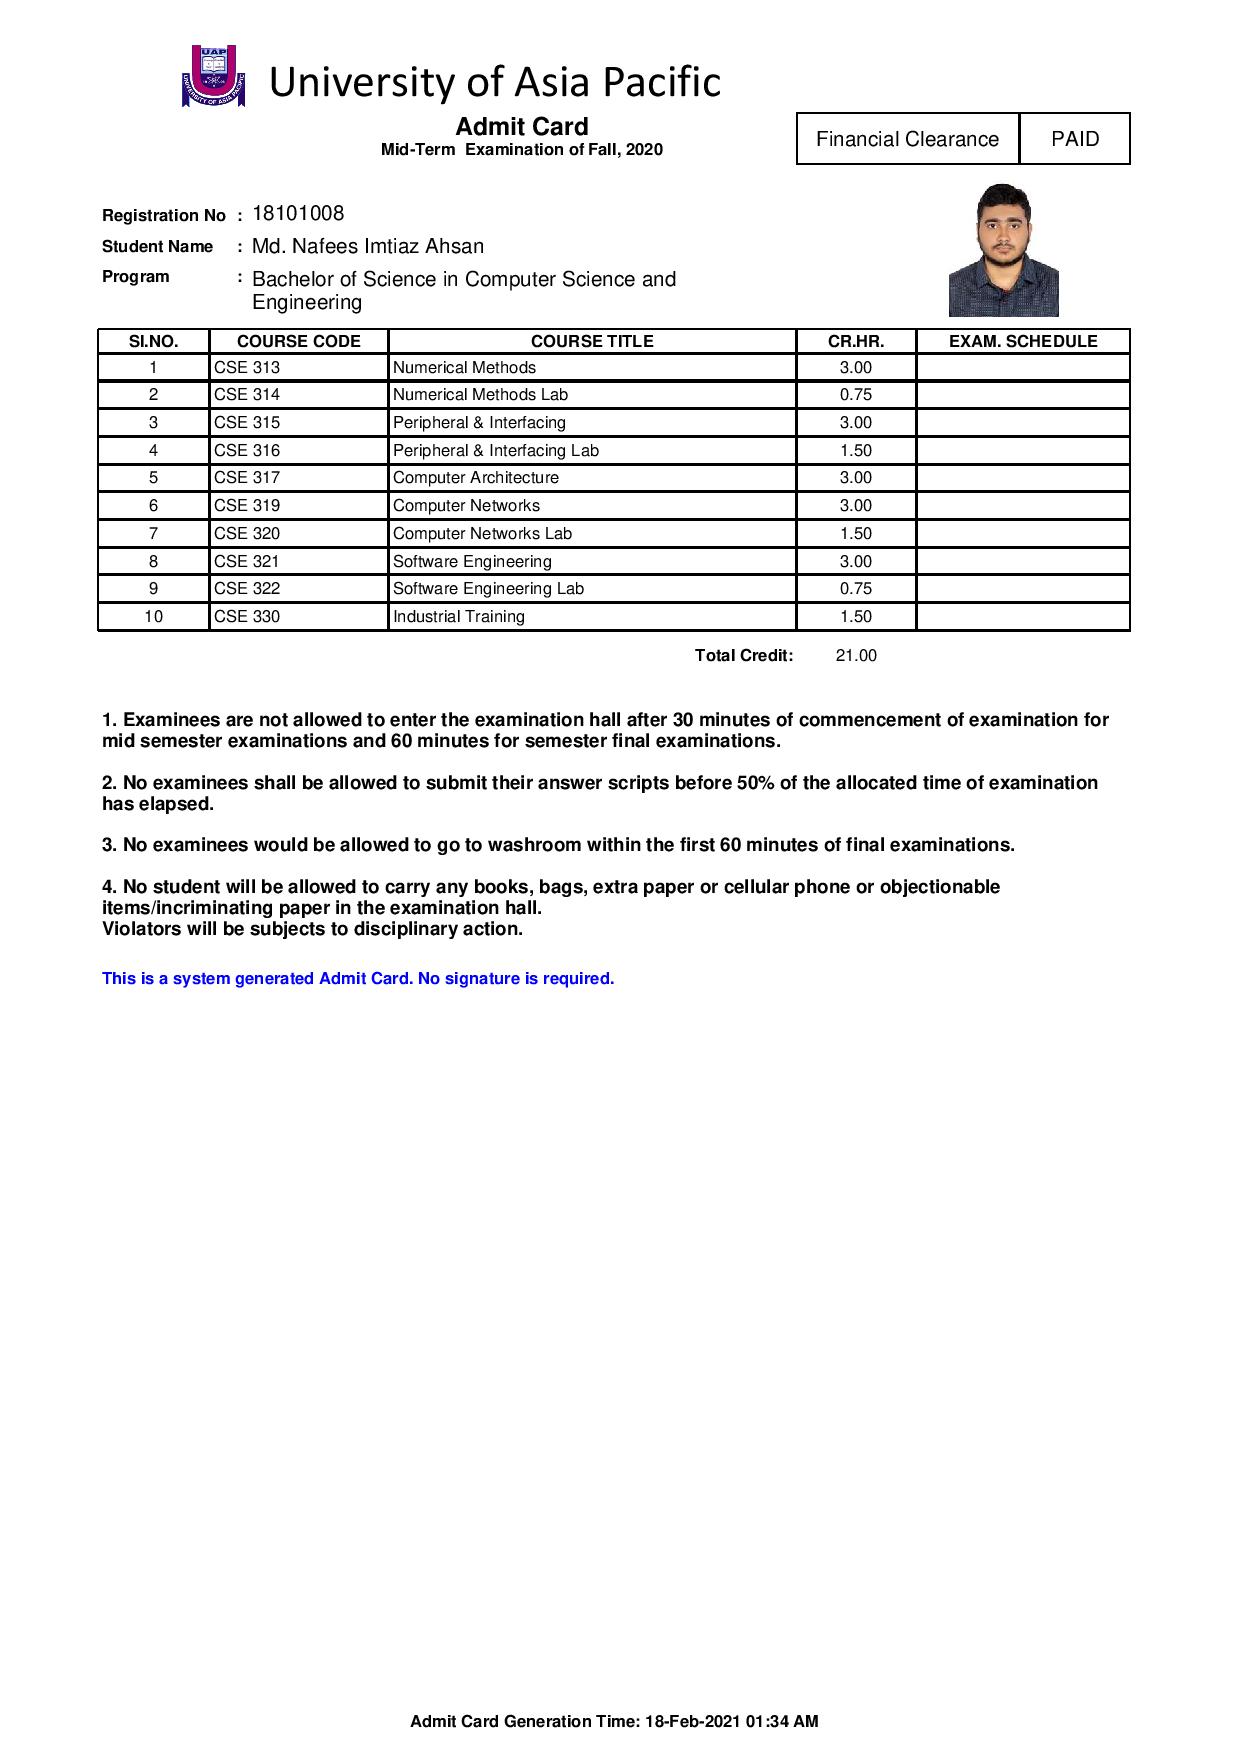 UAP
UNIVERSITY OF ASIA PACIFIC
University of Asia Pacific
Admit Card
Mid-Term Examination of Fall, 2020
Financial Clearance PAID
Registration No : 18101008
Student Name : Md. Nafees Imtiaz Ahsan
Program : Bachelor of Science in Computer Science and
Engineering
SI.NO. COURSE CODE COURSE TITLE CR.HR. EXAM. SCHEDULE
1 CSE 313 Numerical Methods 3.00
2 CSE 314 Numerical Methods Lab 0.75
3 CSE 315 Peripheral & Interfacing 3.00
4 CSE 316 Peripheral & Interfacing Lab 1.50
5 CSE 317 Computer Architecture 3.00
6 CSE 319 Computer Networks 3.00
7 CSE 320 Computer Networks Lab 1.50
8 CSE 321 Software Engineering 3.00
9 CSE 322 Software Engineering Lab 0.75
10 CSE 330 Industrial Training 1.50
Total Credit: 21.00
1. Examinees are not allowed to enter the examination hall after 30 minutes of commencement of examination for
mid semester examinations and 60 minutes for semester final examinations.
2. No examinees shall be allowed to submit their answer scripts before 50% of the allocated time of examination
has elapsed.
3. No examinees would be allowed to go to washroom within the first 60 minutes of final examinations.
4. No student will be allowed to carry any books, bags, extra paper or cellular phone or objectionable
items/incriminating paper in the examination hall.
Violators will be subjects to disciplinary action.
This is a system generated Admit Card. No signature is required.
Admit Card Generation Time: 18-Feb-2021 01:34 AM